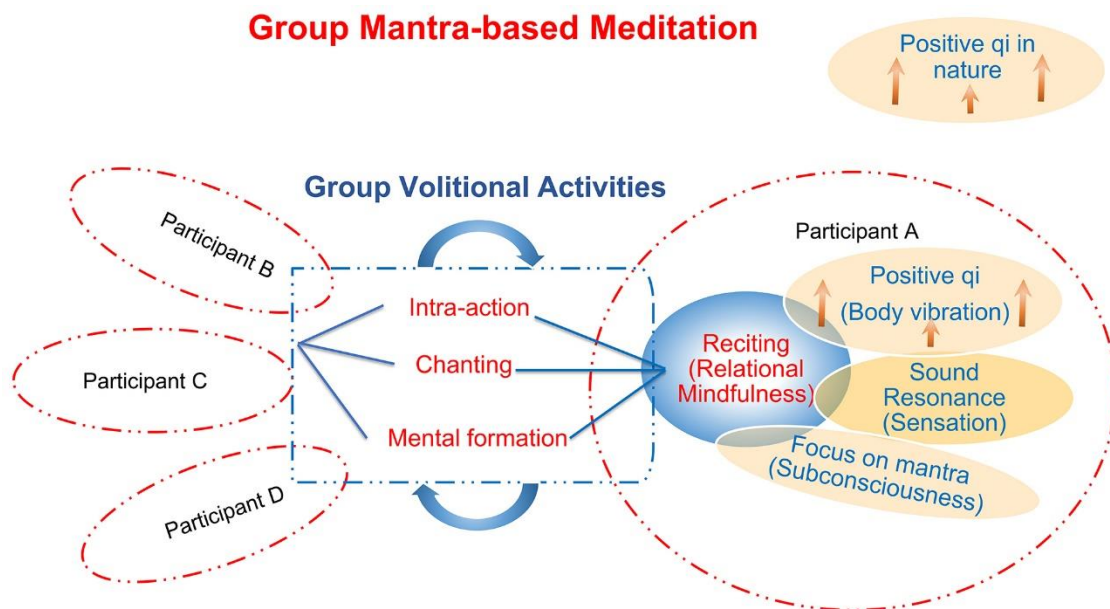 Group Mantra-based Meditation
Positive qi in
nature
Group Volitional Activities
Participant B
Participant C
Participant D
Intra-action
Chanting
Mental formation
Participant A
Reciting
(Relational
Mindfulness)
Positive qi
(Body vibration)
Sound
Resonance
(Sensation)
Focus on mantra
(Subconsciousness)